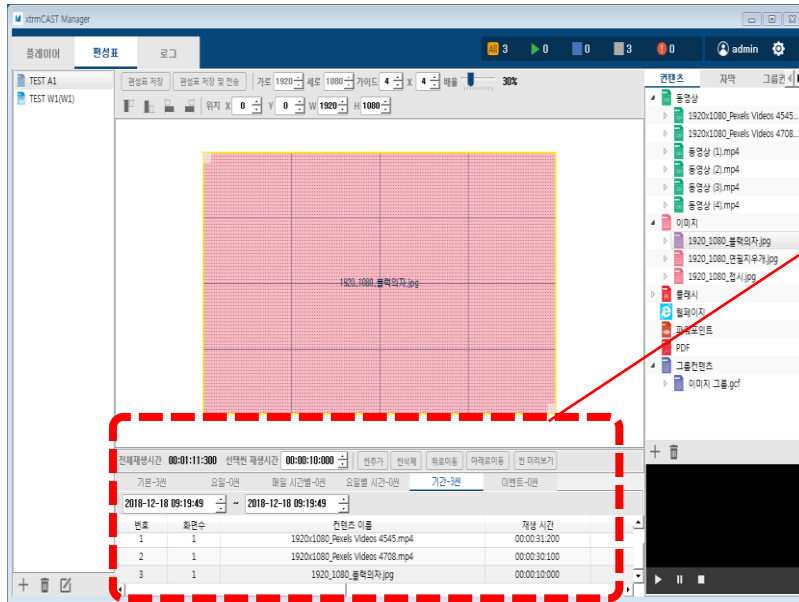 xtrmCAST Manager
플레이어 편성표 로그 All 3 0 0 3 0 admin
TEST A1
TEST W1(W1)
편성표 저장 편성표 저장 및 전송 가로 1920 세로 1080 가이드 4 x 4 배율 30%
위치 X 0 Y 0 W 1920 H 1080
1920_1080_블랙의자.jpg
컨텐츠 자막 그룹컨
동영상
1920x1080_Pexels Videos 4545...
1920x1080_Pexels Videos 4708...
동영상 (1).mp4
동영상 (2).mp4
동영상 (3).mp4
동영상 (4).mp4
이미지
1920_1080_블랙의자.jpg
1920_1080_연필지우개.jpg
1920_1080_접시.jpg
플래시
웹페이지
파워포인트
PDF
그룹컨텐츠
이미지 그룹.gcf
전체재생시간 00:01:11:300 선택씬 재생시간 00:00:10:000 씬추가 씬삭제 위로이동 아래로이동 씬 미리보기
기본-3씬 요일-0씬 매일 시간별-0씬 요일별 시간-0씬 기간-3씬 이벤트-0씬
2018-12-18 09:19:49 ~ 2018-12-18 09:19:49
번호 화면수 컨텐츠 이름 재생 시간
1 1 1920x1080_Pexels Videos 4545.mp4 00:00:31:200
2 1 1920x1080_Pexels Videos 4708.mp4 00:00:30:100
3 1 1920_1080_블랙의자.jpg 00:00:10:000